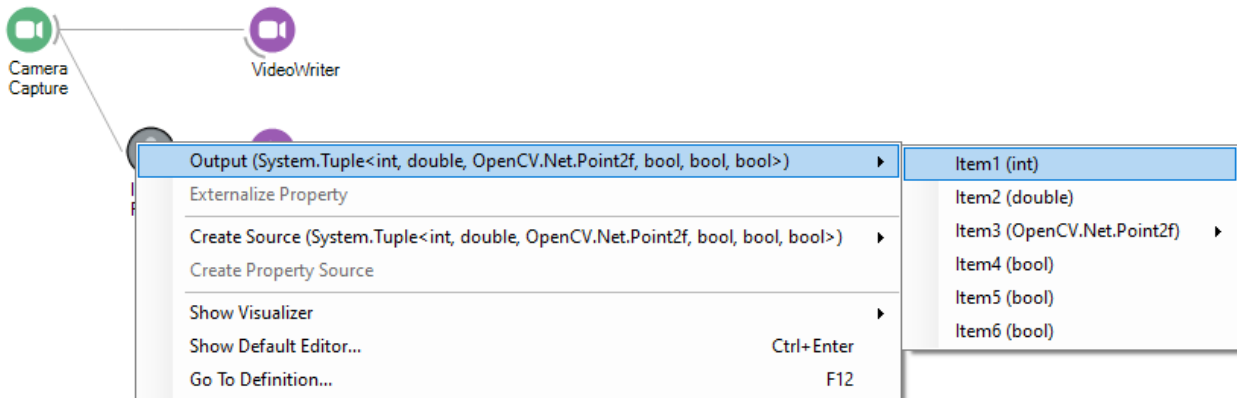 Camera
Capture
VideoWriter
Output (System.Tuple<int, double, OpenCV.Net.Point2f, bool, bool, bool>)
Externalize Property
Create Source (System.Tuple<int, double, OpenCV.Net.Point2f, bool, bool, bool>)
Create Property Source
Show Visualizer
Show Default Editor... Ctrl+Enter
Go To Definition... F12
Item1 (int)
Item2 (double)
Item3 (OpenCV.Net.Point2f)
Item4 (bool)
Item5 (bool)
Item6 (bool)